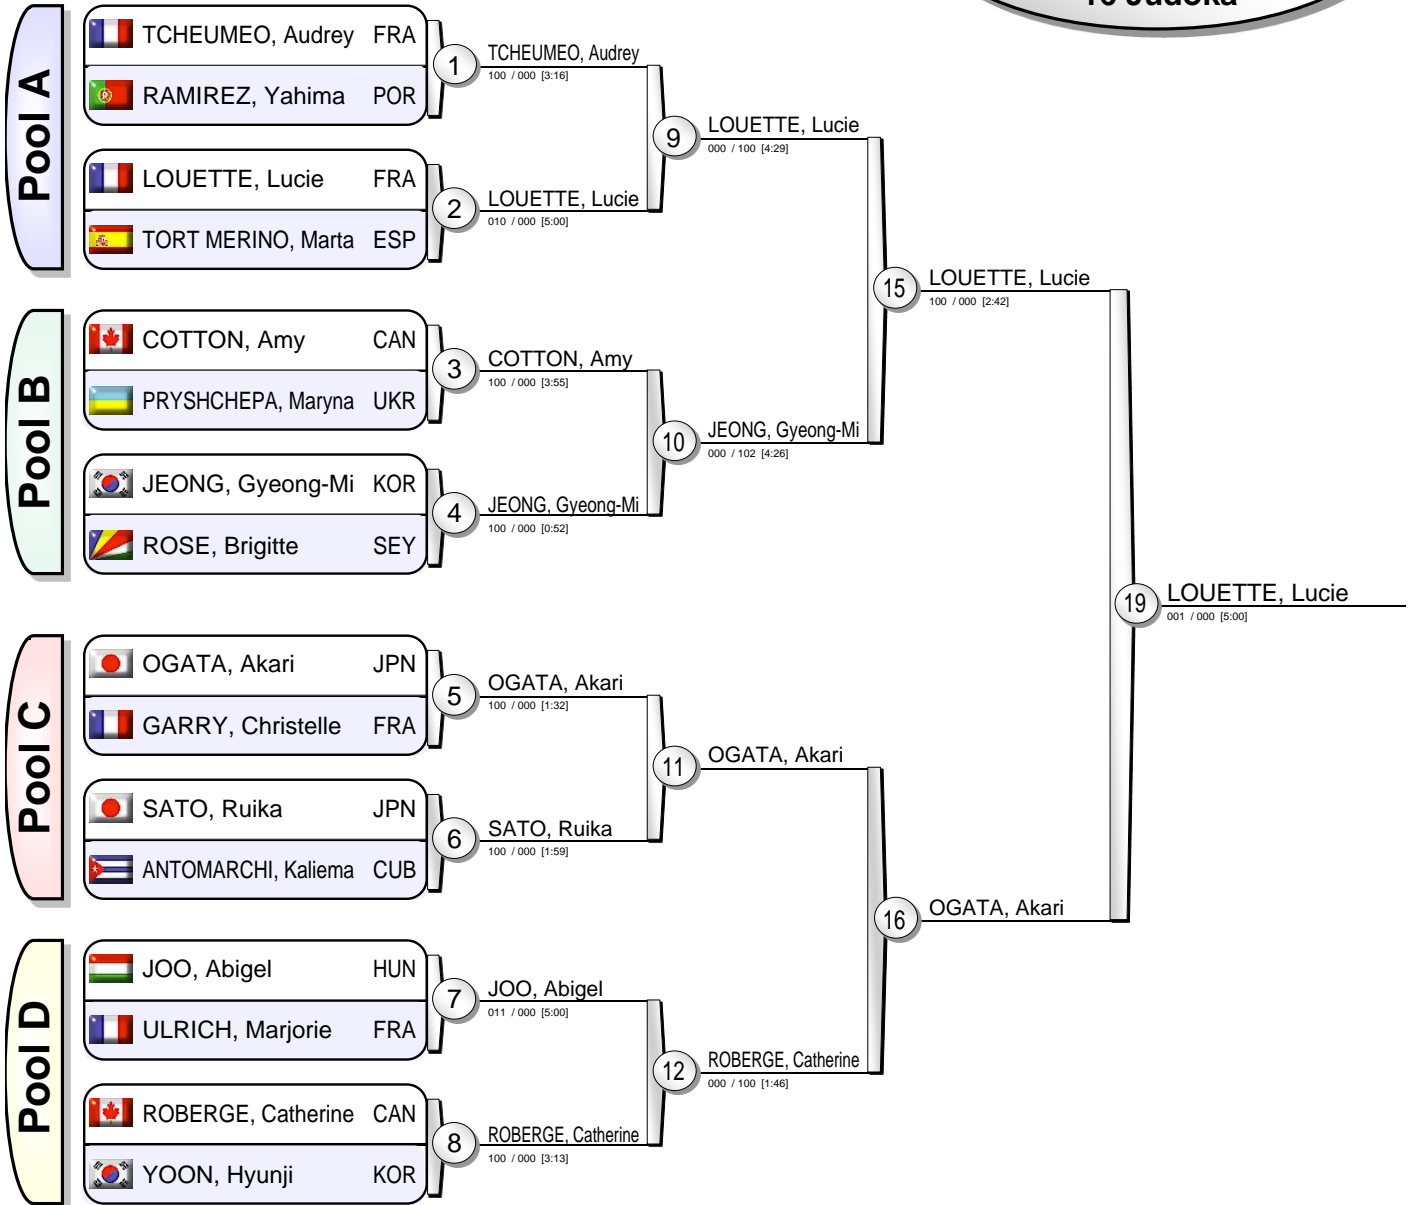 16 Judoka
Pool A
TCHEUMEO, Audrey FRA
RAMIREZ, Yahima POR
LOUETTE, Lucie FRA
TORT MERINO, Marta ESP
1
TCHEUMEO, Audrey
100 / 000 [3:16]
2
LOUETTE, Lucie
010 / 000 [5:00]
9
LOUETTE, Lucie
000 / 100 [4:29]
Pool B
COTTON, Amy CAN
PRYSHCHEPA, Maryna UKR
JEONG, Gyeong-Mi KOR
ROSE, Brigitte SEY
3
COTTON, Amy
100 / 000 [3:55]
4
JEONG, Gyeong-Mi
100 / 000 [0:52]
10
JEONG, Gyeong-Mi
000 / 102 [4:26]
15
LOUETTE, Lucie
100 / 000 [2:42]
Pool C
OGATA, Akari JPN
GARRY, Christelle FRA
SATO, Ruika JPN
ANTOMARCHI, Kaliema CUB
5
OGATA, Akari
100 / 000 [1:32]
6
SATO, Ruika
100 / 000 [1:59]
11
OGATA, Akari
Pool D
JOO, Abigel HUN
ULRICH, Marjorie FRA
ROBERGE, Catherine CAN
YOON, Hyunji KOR
7
JOO, Abigel
011 / 000 [5:00]
8
ROBERGE, Catherine
100 / 000 [3:13]
12
ROBERGE, Catherine
000 / 100 [1:46]
16
OGATA, Akari
19
LOUETTE, Lucie
001 / 000 [5:00]